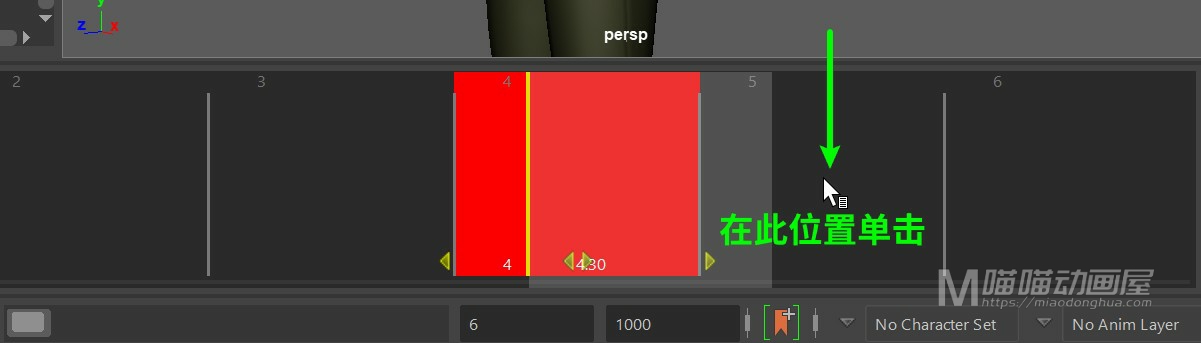 y
z x
persp
2 3 4 5 6
在此位置单击
4 4.30
M 喵喵动画屋
https://miaodonghua.com
6 1000 No Character Set No Anim Layer